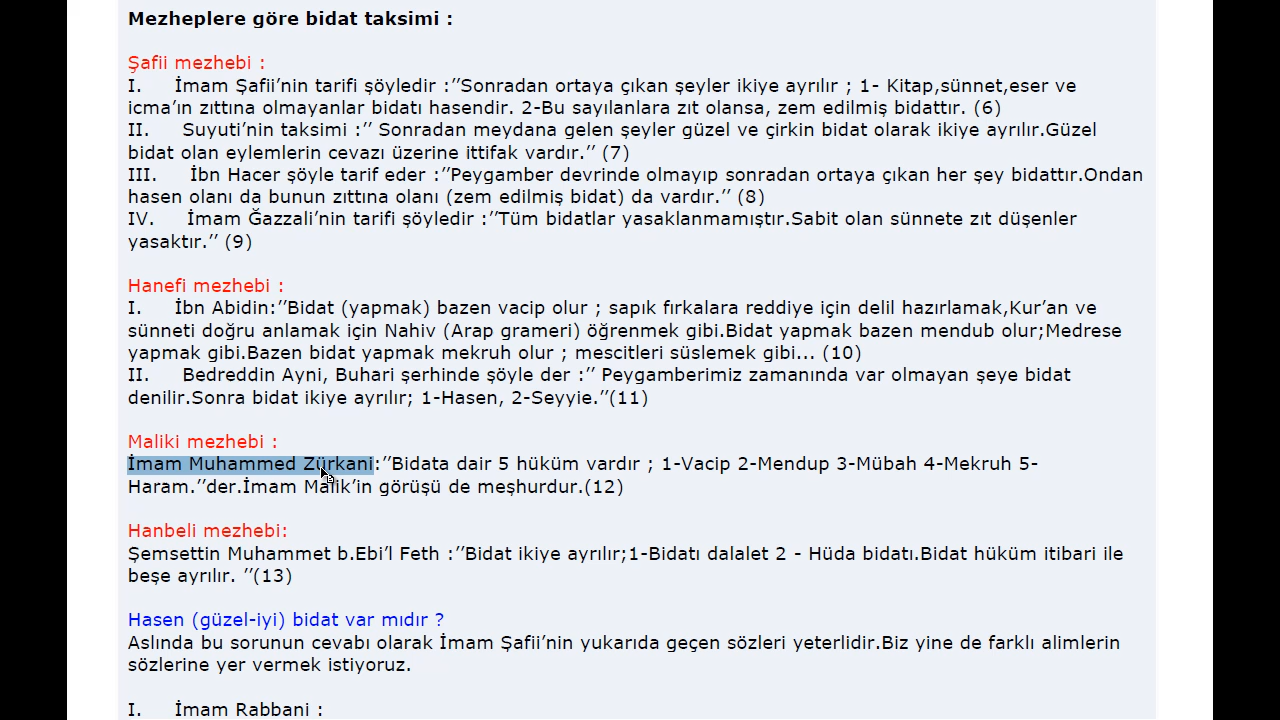 Mezheplere göre bidat taksimi :
Şafii mezhebi :
I. İmam Şafii’nin tarifi şöyledir :’’Sonradan ortaya çıkan şeyler ikiye ayrılır ; 1- Kitap,sünnet,eser ve
icma’ın zıttına olmayanlar bidatı hasendir. 2-Bu sayılanlara zıt olansa, zem edilmiş bidattır. (6)
II. Suyuti’nin taksimi :’’ Sonradan meydana gelen şeyler güzel ve çirkin bidat olarak ikiye ayrılır.Güzel
bidat olan eylemlerin cevazı üzerine ittifak vardır.’’ (7)
III. İbn Hacer şöyle tarif eder :’’Peygamber devrinde olmayıp sonradan ortaya çıkan her şey bidattır.Ondan
hasen olanı da bunun zıttına olanı (zem edilmiş bidat) da vardır.’’ (8)
IV. İmam Ğazzali’nin tarifi şöyledir :’’Tüm bidatlar yasaklanmamıştır.Sabit olan sünnete zıt düşenler
yasaktır.’’ (9)
Hanefi mezhebi :
I. İbn Abidin:’’Bidat (yapmak) bazen vacip olur ; sapık fırkalara reddiye için delil hazırlamak,Kur’an ve
sünneti doğru anlamak için Nahiv (Arap grameri) öğrenmek gibi.Bidat yapmak bazen mendub olur;Medrese
yapmak gibi.Bazen bidat yapmak mekruh olur ; mescitleri süslemek gibi... (10)
II. Bedreddin Ayni, Buhari şerhinde şöyle der :’’ Peygamberimiz zamanında var olmayan şeye bidat
denilir.Sonra bidat ikiye ayrılır; 1-Hasen, 2-Seyyie.’’(11)
Maliki mezhebi :
İmam Muhammed Zürkani:’’Bidata dair 5 hüküm vardır ; 1-Vacip 2-Mendup 3-Mübah 4-Mekruh 5-
Haram.’’der.İmam Malik’in görüşü de meşhurdur.(12)
Hanbeli mezhebi:
Şemsettin Muhammet b.Ebi’l Feth :’’Bidat ikiye ayrılır;1-Bidatı dalalet 2 - Hüda bidatı.Bidat hüküm itibari ile
beşe ayrılır. ’’(13)
Hasen (güzel-iyi) bidat var mıdır ?
Aslında bu sorunun cevabı olarak İmam Şafii’nin yukarıda geçen sözleri yeterlidir.Biz yine de farklı alimlerin
sözlerine yer vermek istiyoruz.
I. İmam Rabbani :